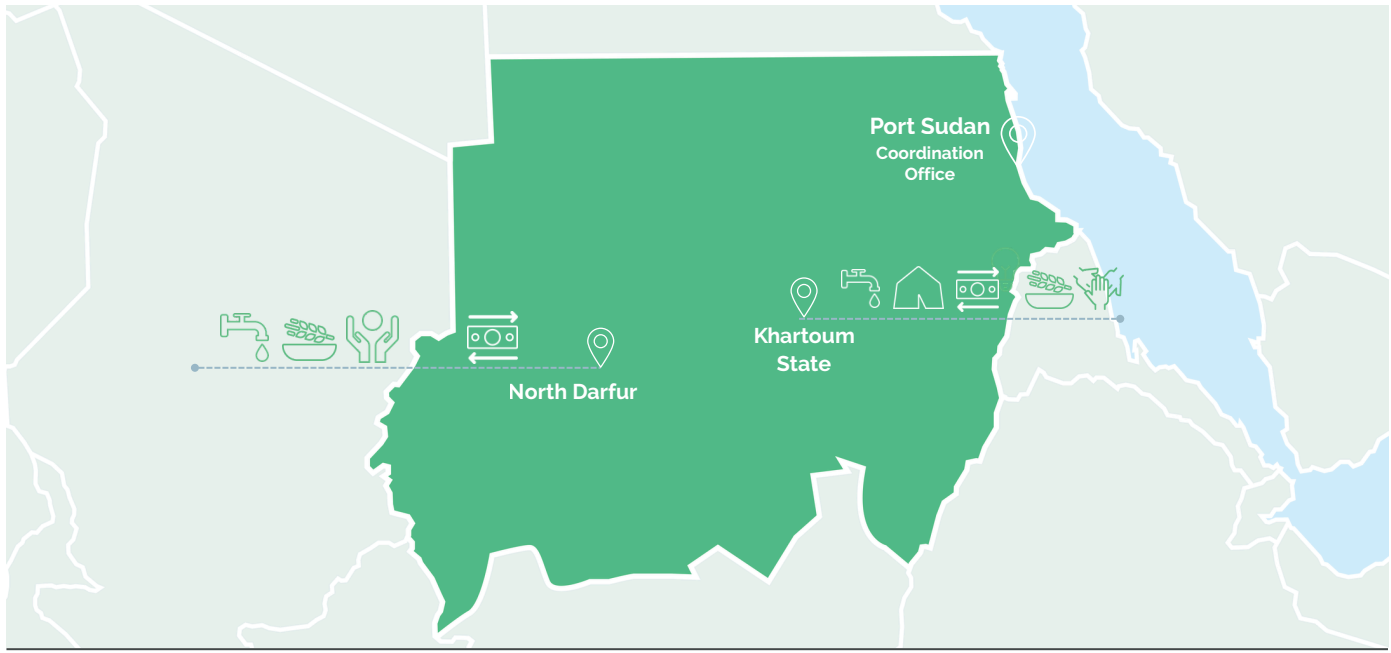 Port Sudan
Coordination
Office
Khartoum
State
North Darfur